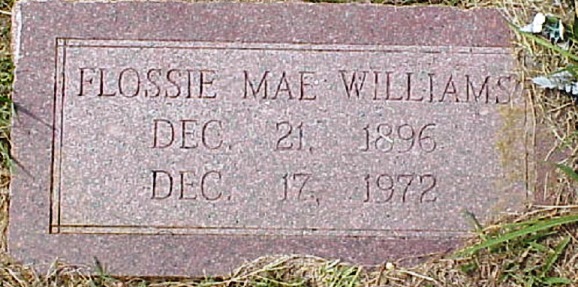 FLOSSIE MAE WILLIAMS
DEC. 21, 1896
DEC. 17, 1972